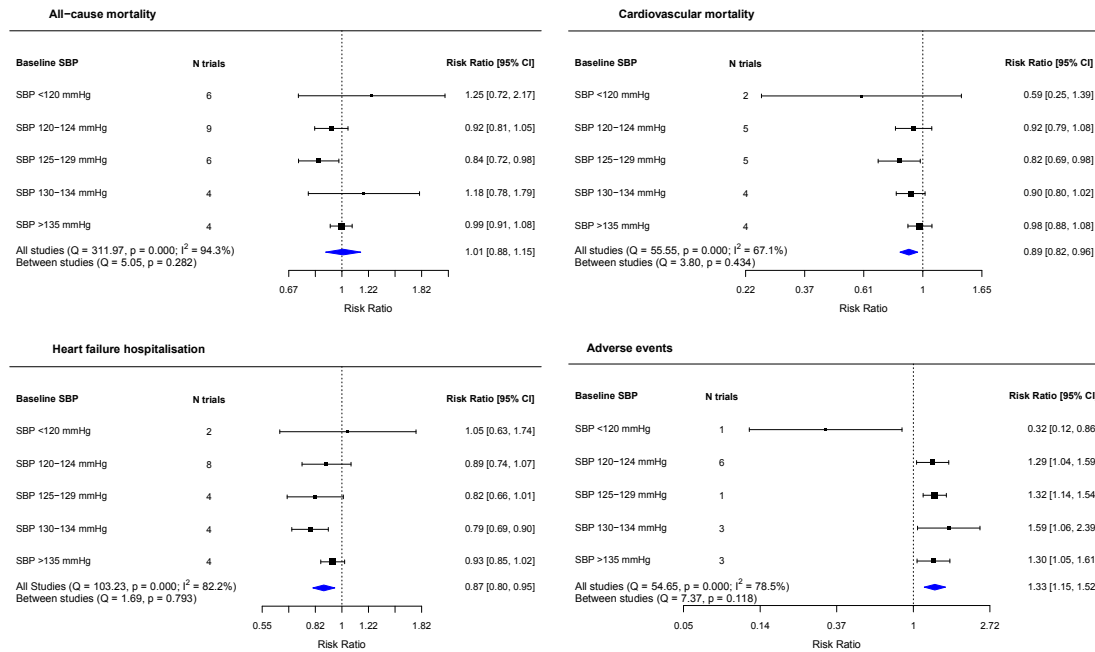 All−cause mortality
Baseline SBP N trials Risk Ratio [95% CI]
SBP <120 mmHg 6 1.25 [0.72, 2.17]
SBP 120−124 mmHg 9 0.92 [0.81, 1.05]
SBP 125−129 mmHg 6 0.84 [0.72, 0.98]
SBP 130−134 mmHg 4 1.18 [0.78, 1.79]
SBP >135 mmHg 4 0.99 [0.91, 1.08]
All studies (Q = 311.97, p = 0.000; I² = 94.3%) 1.01 [0.88, 1.15]
Between studies (Q = 5.05, p = 0.282)
0.67 1 1.22 1.82
Risk Ratio
Cardiovascular mortality
Baseline SBP N trials Risk Ratio [95% CI]
SBP <120 mmHg 2 0.59 [0.25, 1.39]
SBP 120−124 mmHg 5 0.92 [0.79, 1.08]
SBP 125−129 mmHg 5 0.82 [0.69, 0.98]
SBP 130−134 mmHg 4 0.90 [0.80, 1.02]
SBP >135 mmHg 4 0.98 [0.88, 1.08]
All studies (Q = 55.55, p = 0.000; I² = 67.1%) 0.89 [0.82, 0.96]
Between studies (Q = 3.80, p = 0.434)
0.22 0.37 0.61 1 1.65
Risk Ratio
Heart failure hospitalisation
Baseline SBP N trials Risk Ratio [95% CI]
SBP <120 mmHg 2 1.05 [0.63, 1.74]
SBP 120−124 mmHg 8 0.89 [0.74, 1.07]
SBP 125−129 mmHg 4 0.82 [0.66, 1.01]
SBP 130−134 mmHg 4 0.79 [0.69, 0.90]
SBP >135 mmHg 4 0.93 [0.85, 1.02]
All Studies (Q = 103.23, p = 0.000; I² = 82.2%) 0.87 [0.80, 0.95]
Between studies (Q = 1.69, p = 0.793)
0.55 0.82 1 1.22 1.82
Risk Ratio
Adverse events
Baseline SBP N trials Risk Ratio [95% CI
SBP <120 mmHg 1 0.32 [0.12, 0.86
SBP 120−124 mmHg 6 1.29 [1.04, 1.59
SBP 125−129 mmHg 1 1.32 [1.14, 1.54
SBP 130−134 mmHg 3 1.59 [1.06, 2.39
SBP >135 mmHg 3 1.30 [1.05, 1.61
All studies (Q = 54.65, p = 0.000; I² = 78.5%) 1.33 [1.15, 1.52
Between studies (Q = 7.37, p = 0.118)
0.05 0.14 0.37 1 2.72
Risk Ratio